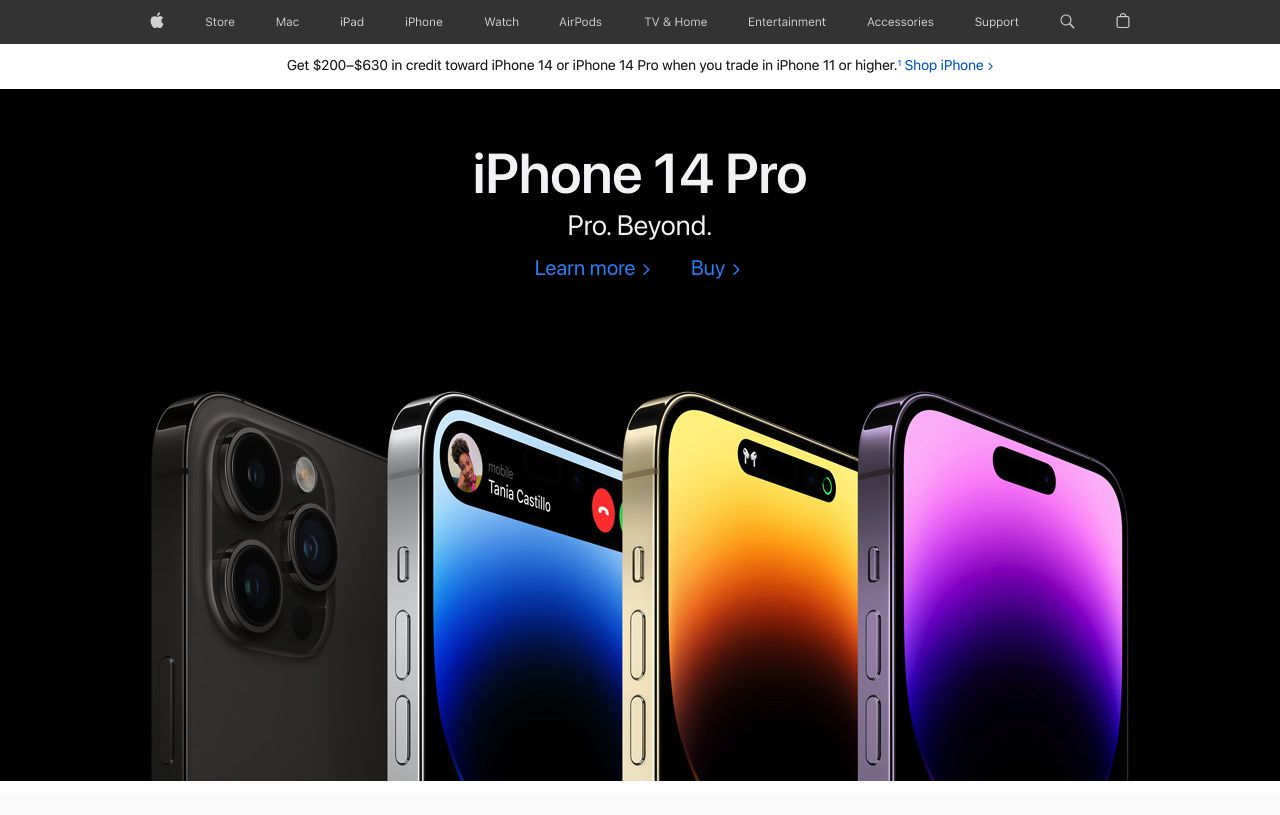 Store Mac iPad iPhone Watch AirPods TV & Home Entertainment Accessories Support
Get $200–$630 in credit toward iPhone 14 or iPhone 14 Pro when you trade in iPhone 11 or higher.¹ Shop iPhone >
iPhone 14 Pro
Pro. Beyond.
Learn more > Buy >
mobile
Tania Castillo